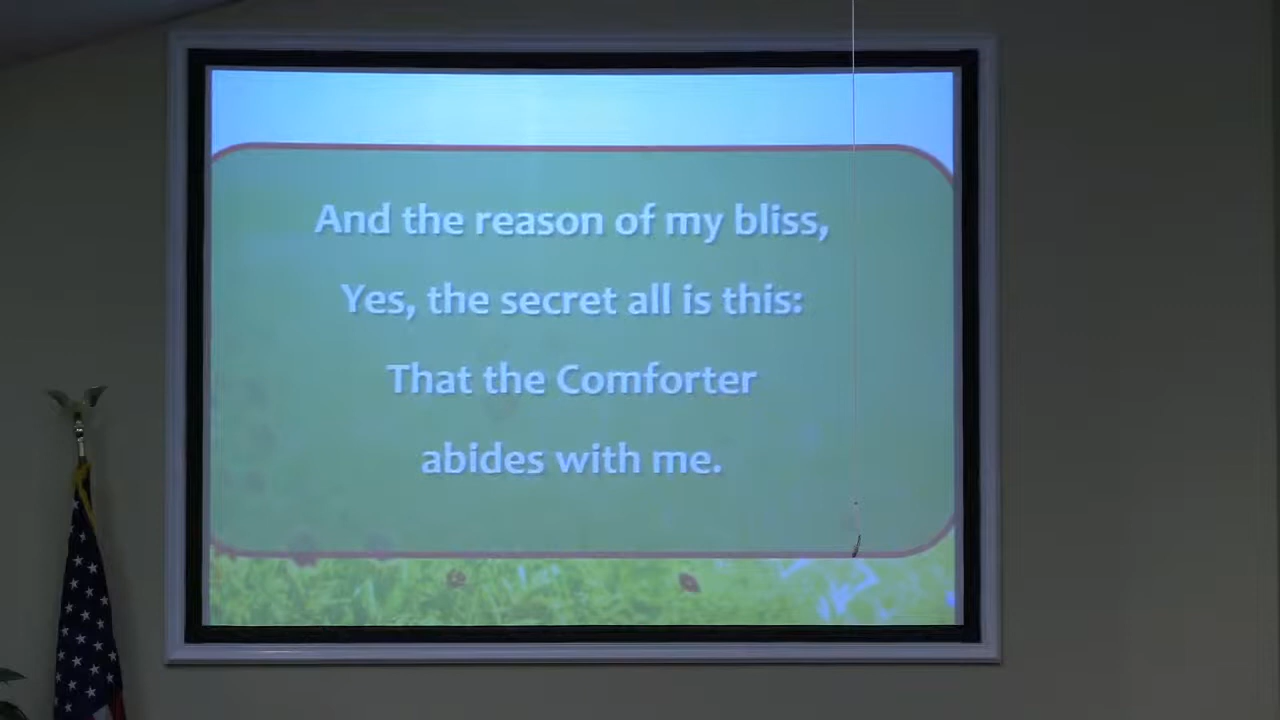 And the reason of my bliss,
Yes, the secret all is this:
That the Comforter
abides with me.